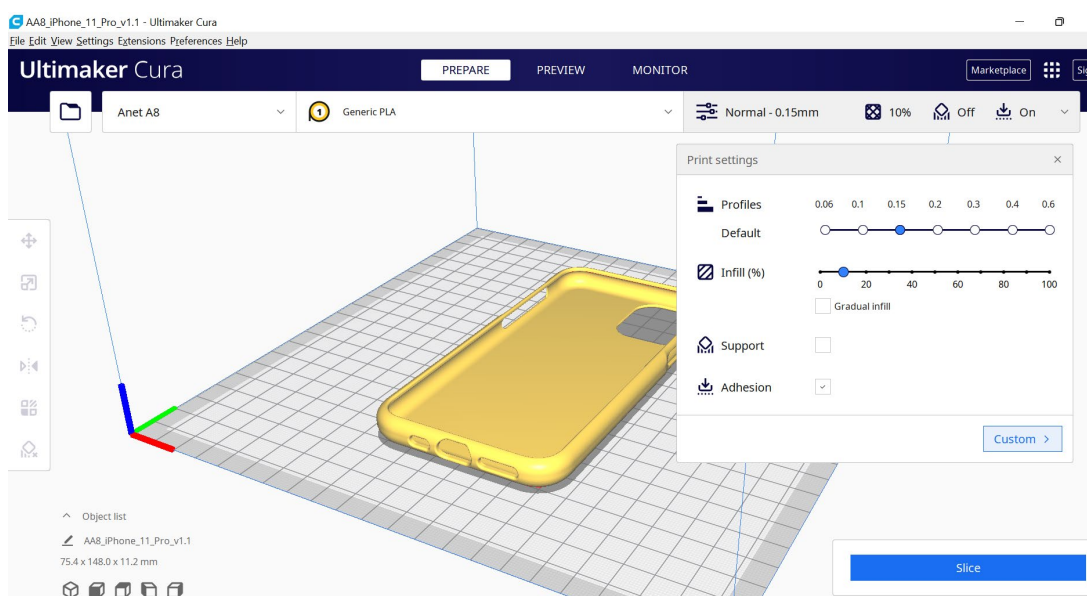 AA8_iPhone_11_Pro_v1.1 - Ultimaker Cura
File Edit View Settings Extensions Preferences Help
Ultimaker Cura PREPARE PREVIEW MONITOR Marketplace
Anet A8 1 Generic PLA Normal - 0.15mm 10% Off On
Print settings
Profiles 0.06 0.1 0.15 0.2 0.3 0.4 0.6
Default
Infill (%)
0 20 40 60 80 100
Gradual infill
Support
Adhesion
Custom
Object list
AA8_iPhone_11_Pro_v1.1
75.4 x 148.0 x 11.2 mm
Slice